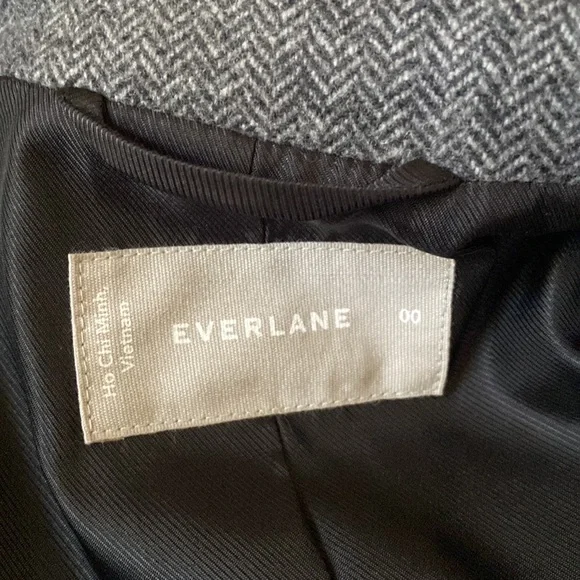 Ho Chi Minh.
Vietnam
EVERLANE
00